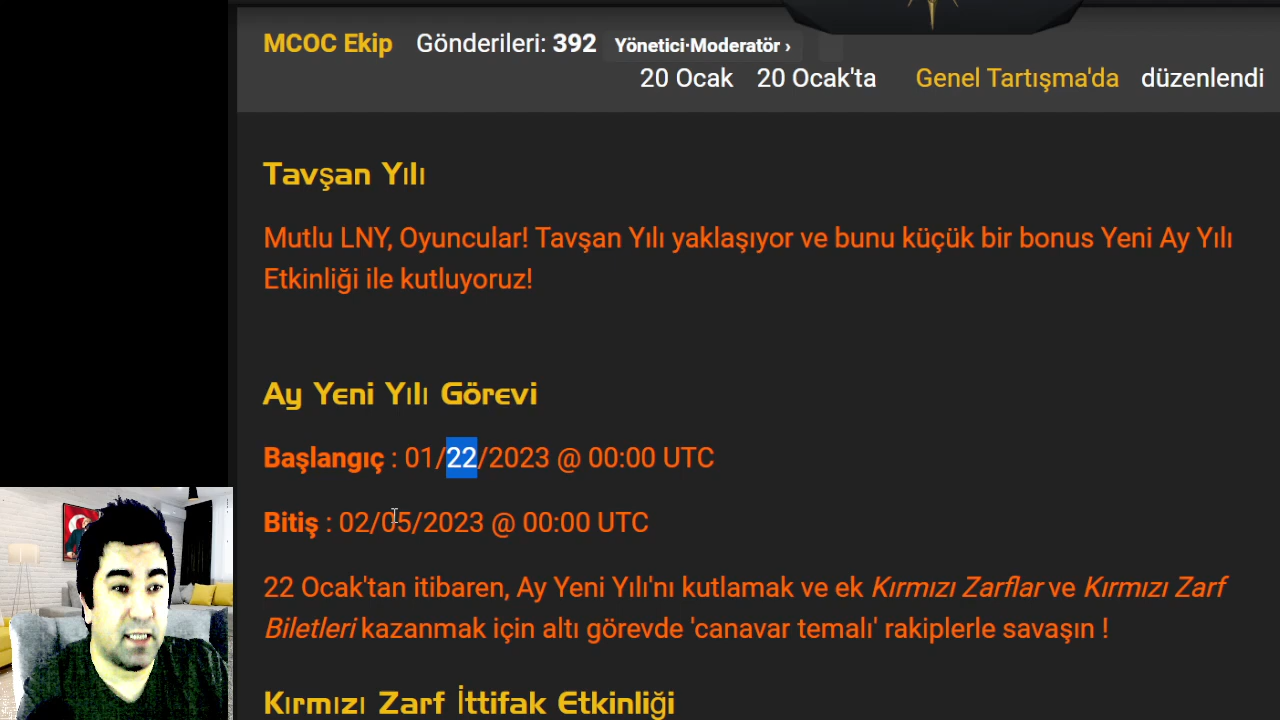 MCOC Ekip Gönderileri: 392 Yönetici·Moderatör ›
20 Ocak 20 Ocak'ta Genel Tartışma'da düzenlendi
Tavşan Yılı
Mutlu LNY, Oyuncular! Tavşan Yılı yaklaşıyor ve bunu küçük bir bonus Yeni Ay Yılı
Etkinliği ile kutluyoruz!
Ay Yeni Yılı Görevi
Başlangıç : 01/22/2023 @ 00:00 UTC
Bitiş : 02/05/2023 @ 00:00 UTC
22 Ocak'tan itibaren, Ay Yeni Yılı'nı kutlamak ve ek Kırmızı Zarflar ve Kırmızı Zarf
Biletleri kazanmak için altı görevde 'canavar temalı' rakiplerle savaşın !
Kırmızı Zarf İttifak Etkinliği